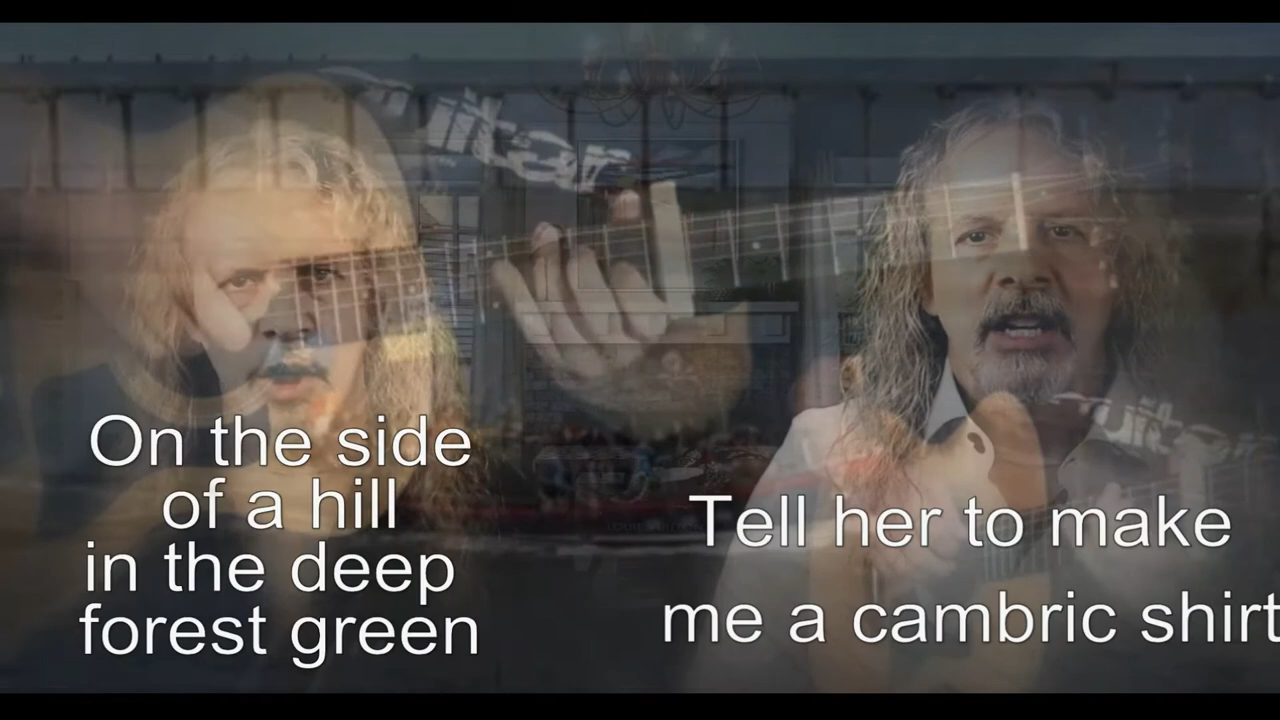 On the side
of a hill
in the deep
forest green
Tell her to make
me a cambric shirt